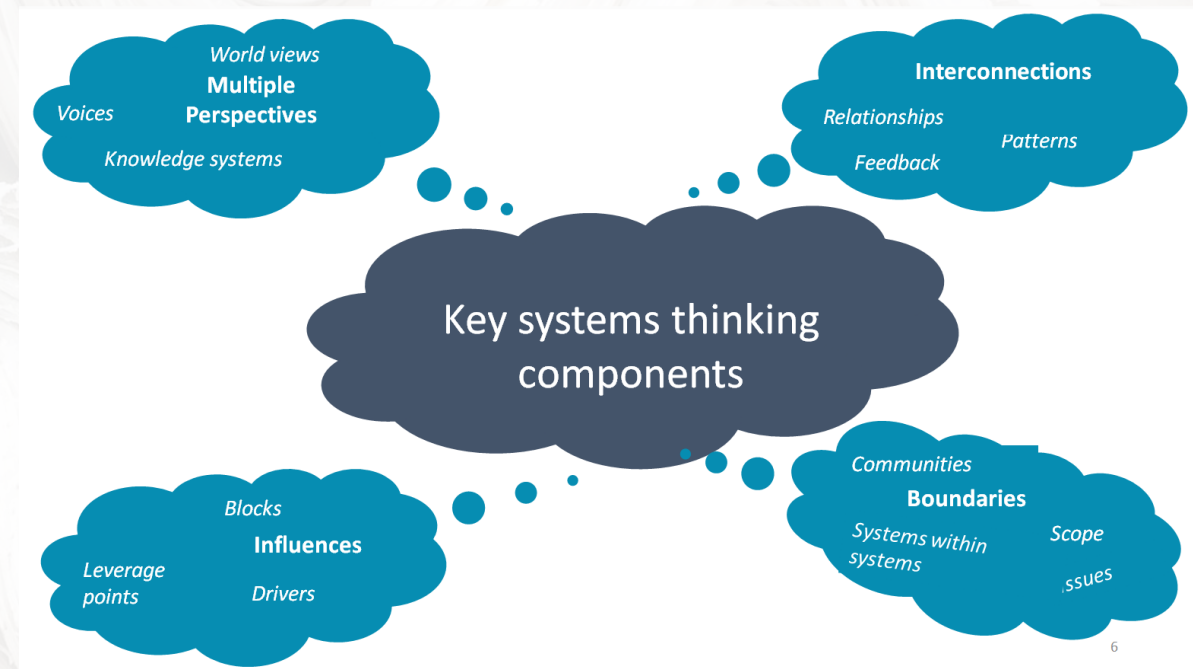 World views
Multiple
Perspectives
Voices
Knowledge systems
Interconnections
Relationships
Patterns
Feedback
Key systems thinking
components
Blocks
Influences
Leverage
points
Drivers
Communities
Boundaries
Systems within
systems
Scope
Issues
6